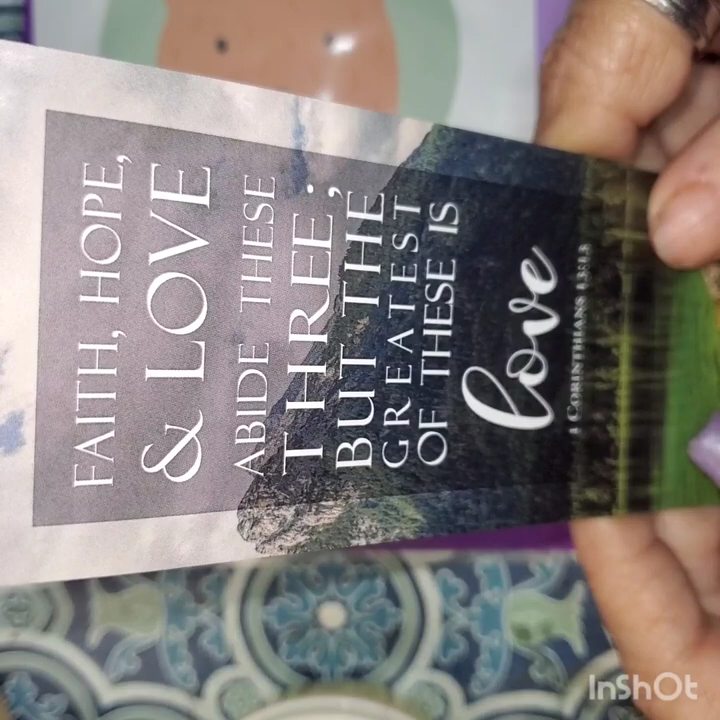 FAITH, HOPE,
& LOVE
ABIDE THESE
THREE;
BUT THE
GREATEST
OF THESE IS
love
1 CORINTHIANS 13:13
InShOt